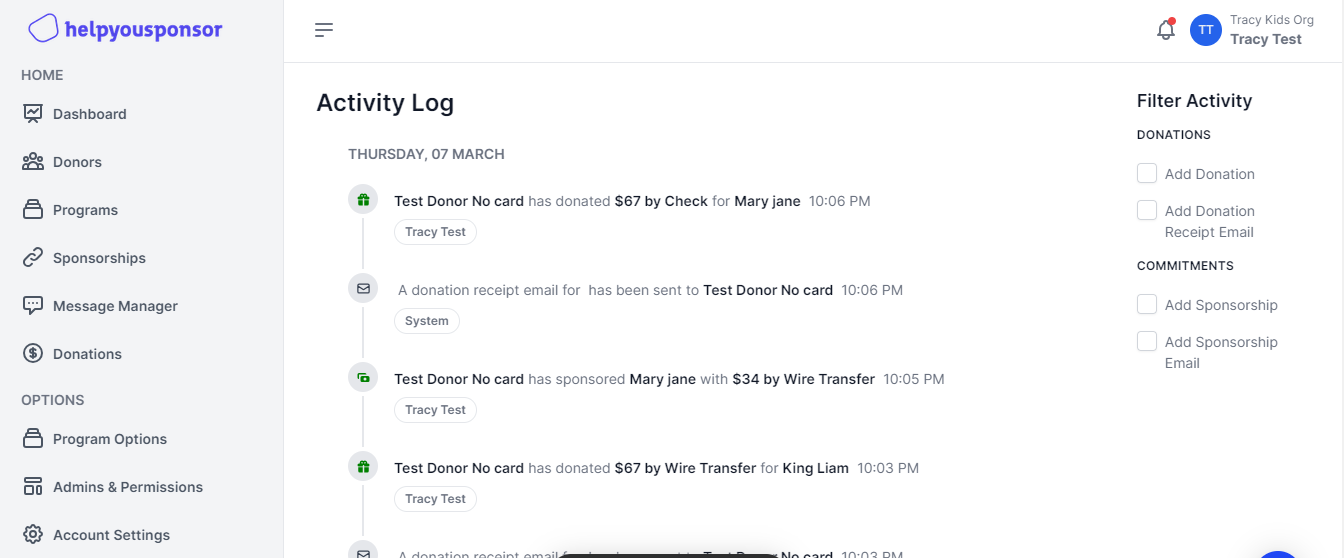 helpyousponsor
HOME
Dashboard
Donors
Programs
Sponsorships
Message Manager
Donations
OPTIONS
Program Options
Admins & Permissions
Account Settings
TT
Tracy Kids Org
Tracy Test
Activity Log
THURSDAY, 07 MARCH
Test Donor No card has donated $67 by Check for Mary jane 10:06 PM
Tracy Test
A donation receipt email for has been sent to Test Donor No card 10:06 PM
System
Test Donor No card has sponsored Mary jane with $34 by Wire Transfer 10:05 PM
Tracy Test
Test Donor No card has donated $67 by Wire Transfer for King Liam 10:03 PM
Tracy Test
A donation receipt email No card 10:03 PM
Filter Activity
DONATIONS
Add Donation
Add Donation
Receipt Email
COMMITMENTS
Add Sponsorship
Add Sponsorship
Email